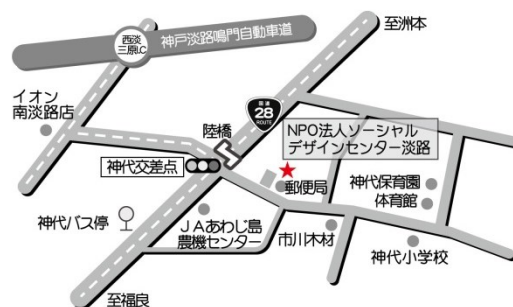 西淡
三原I.C
神戸淡路鳴門自動車道
至洲本
イオン
南淡路店
国道
28
ROUTE
陸橋
NPO法人ソーシャル
デザインセンター淡路
神代交差点
郵便局
神代保育園
体育館
神代バス停
JAあわじ島
農機センター
市川木材
神代小学校
至福良